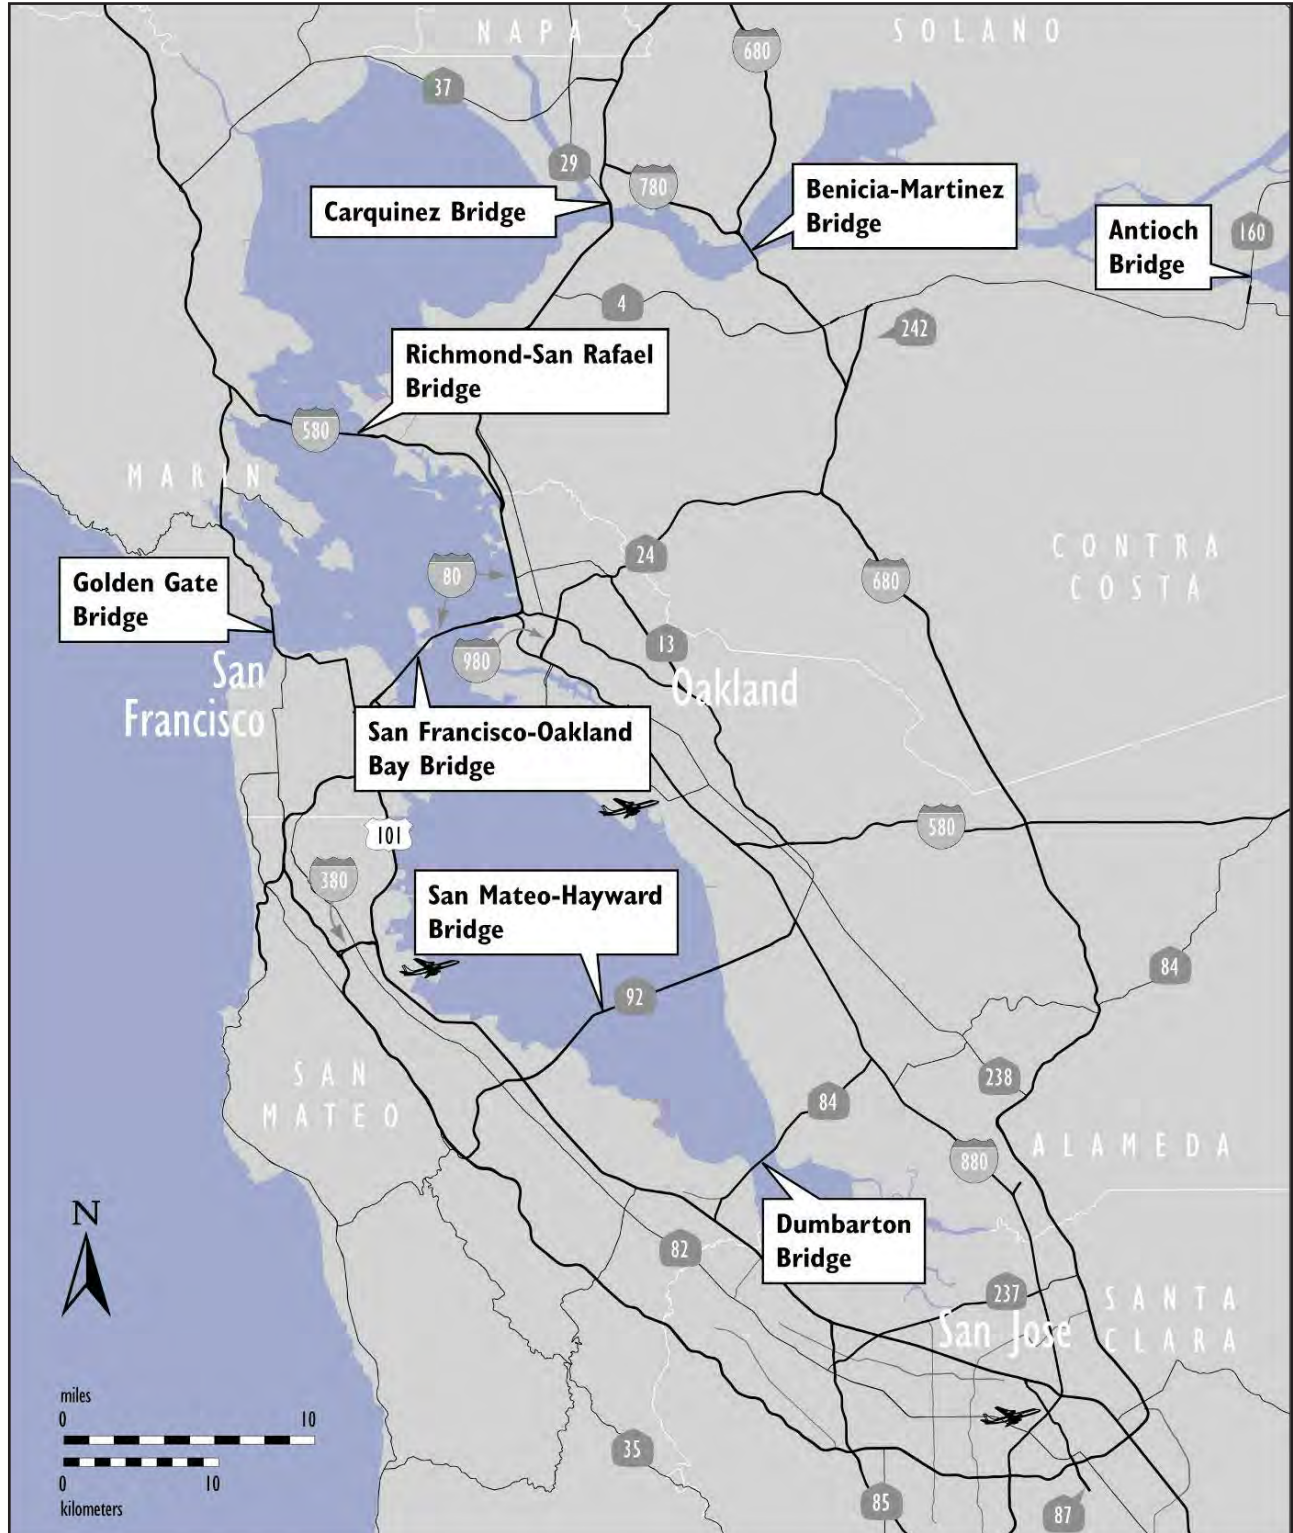 NAPA
SOLANO
680
37
29
780
Carquinez Bridge
Benicia-Martinez
Bridge
Antioch
Bridge
160
4
242
Richmond-San Rafael
Bridge
580
MARIN
24
CONTRA
COSTA
80
680
Golden Gate
Bridge
13
980
San
Francisco
Oakland
San Francisco-Oakland
Bay Bridge
101
580
380
San Mateo-Hayward
Bridge
84
92
SAN
MATEO
238
84
ALAMEDA
880
N
Dumbarton
Bridge
82
237
SANTA
CLARA
San Jose
miles
0 10
0 10
kilometers
35
85
87